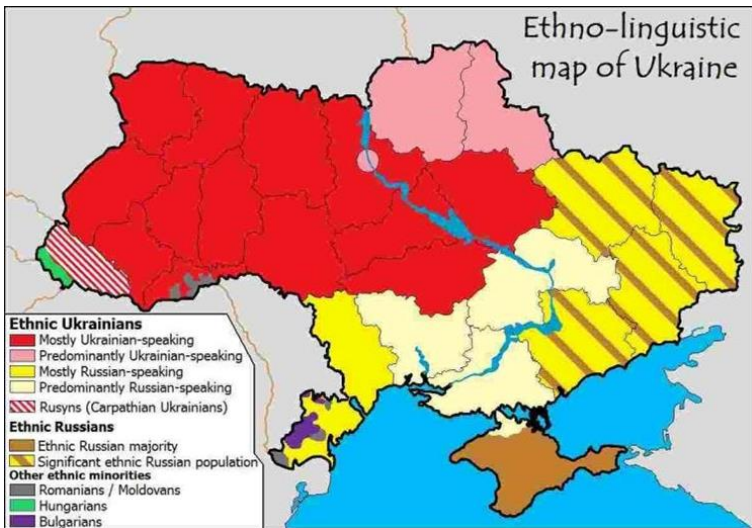 Ethno-linguistic
map of Ukraine
Ethnic Ukrainians
Mostly Ukrainian-speaking
Predominantly Ukrainian-speaking
Mostly Russian-speaking
Predominantly Russian-speaking
Rusyns (Carpathian Ukrainians)
Ethnic Russians
Ethnic Russian majority
Significant ethnic Russian population
Other ethnic minorities
Romanians / Moldovans
Hungarians
Bulgarians